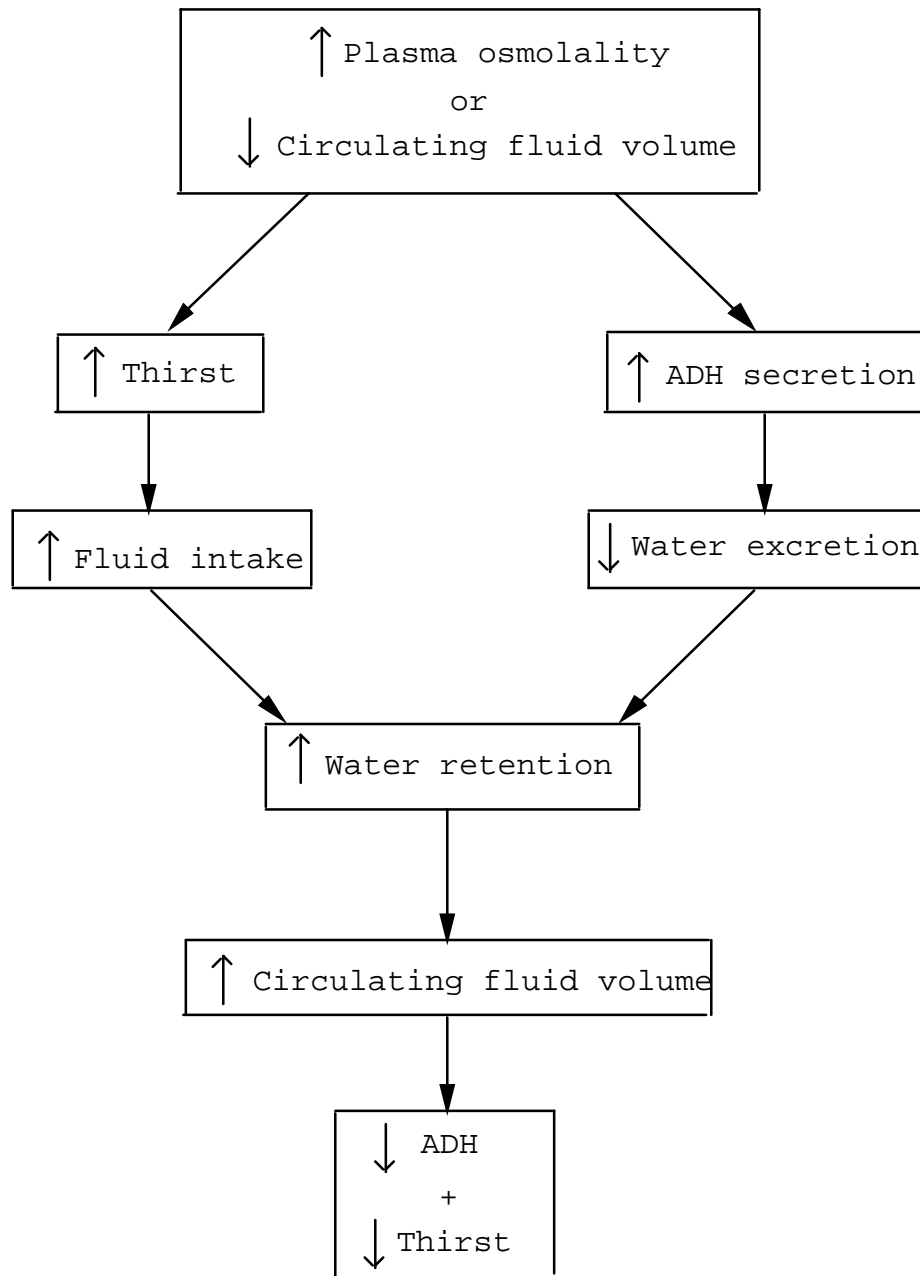 ↑ Plasma osmolality
or
↓ Circulating fluid volume
↑ Thirst
↑ ADH secretion
↑ Fluid intake
↓ Water excretion
↑ Water retention
↑ Circulating fluid volume
↓ ADH
+
↓ Thirst